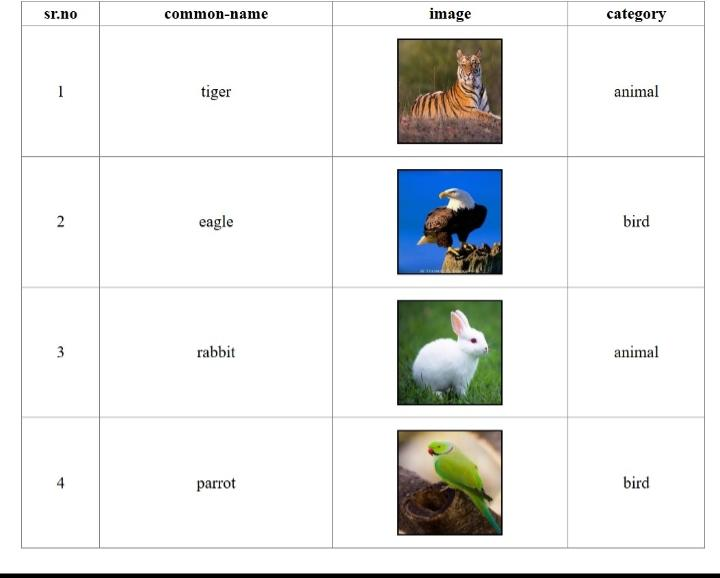 sr.no common-name image category
1 tiger animal
2 eagle bird
3 rabbit animal
4 parrot bird